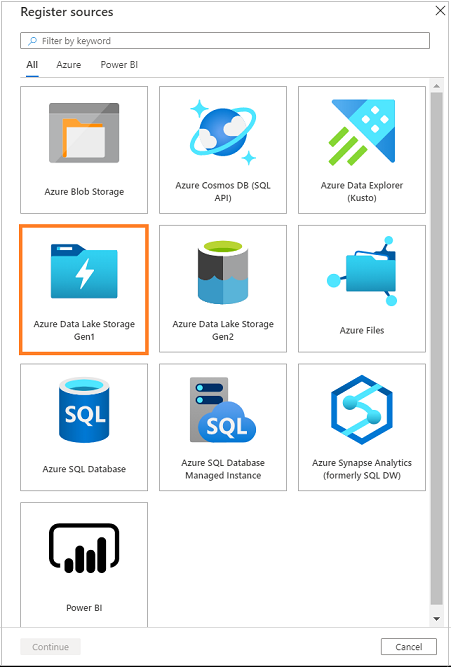 Register sources
Filter by keyword
All Azure Power BI
Azure Blob Storage
Azure Cosmos DB (SQL
API)
Azure Data Explorer
(Kusto)
Azure Data Lake Storage
Gen1
Azure Data Lake Storage
Gen2
Azure Files
SQL
Azure SQL Database
SQL
Azure SQL Database
Managed Instance
Azure Synapse Analytics
(formerly SQL DW)
Power BI
Continue
Cancel